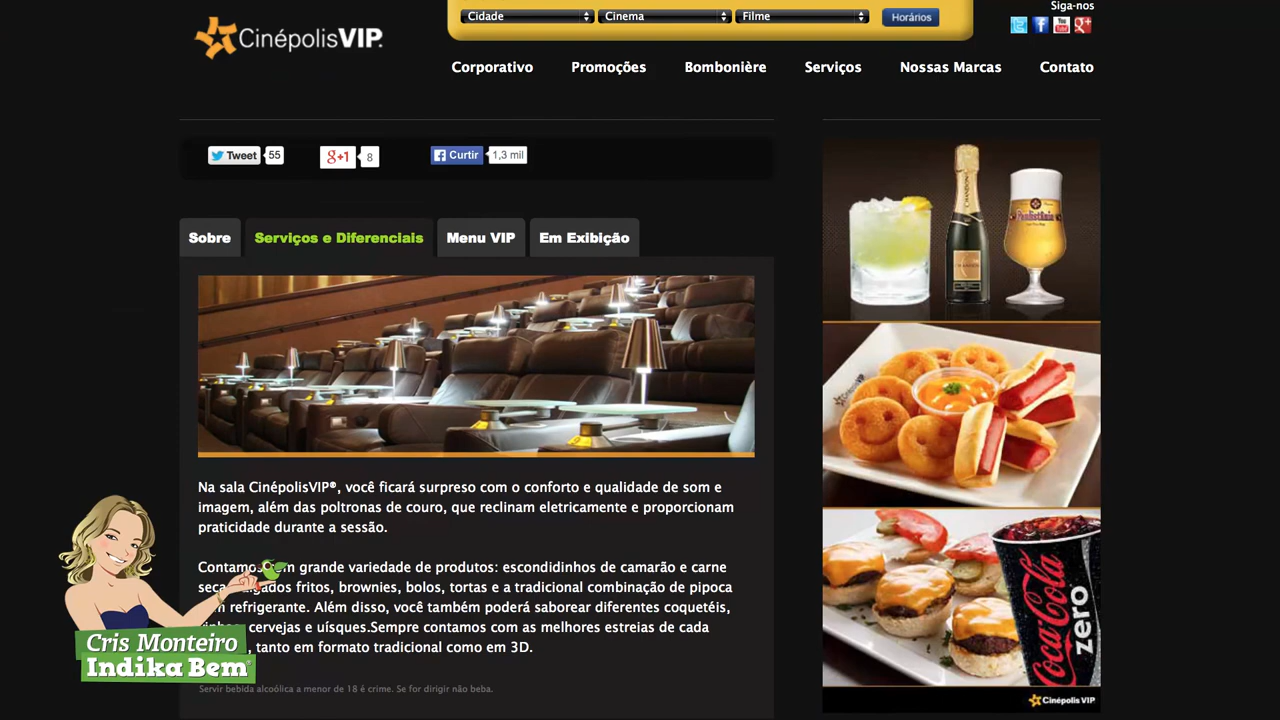 Cidade Cinema Filme Horários
Siga-nos
CinépolisVIP.
Corporativo Promoções Bombonière Serviços Nossas Marcas Contato
Tweet 55 g+1 8 Curtir 1,3 mil
Sobre Serviços e Diferenciais Menu VIP Em Exibição
Na sala CinépolisVIP®, você ficará surpreso com o conforto e qualidade de som e
imagem, além das poltronas de couro, que reclinam eletricamente e proporcionam
praticidade durante a sessão.
Contamos grande variedade de produtos: escondidinhos de camarão e carne
seca fritos, brownies, bolos, tortas e a tradicional combinação de pipoca
refrigerante. Além disso, você também poderá saborear diferentes coquetéis,
cervejas e uísques.Sempre contamos com as melhores estreias de cada
, tanto em formato tradicional como em 3D.
Servir bebida alcoólica a menor de 18 é crime. Se for dirigir não beba.
Cris Monteiro
Indika Bem
CHANDON
Paulistânia
Coca-Cola
zero
Cinépolis VIP